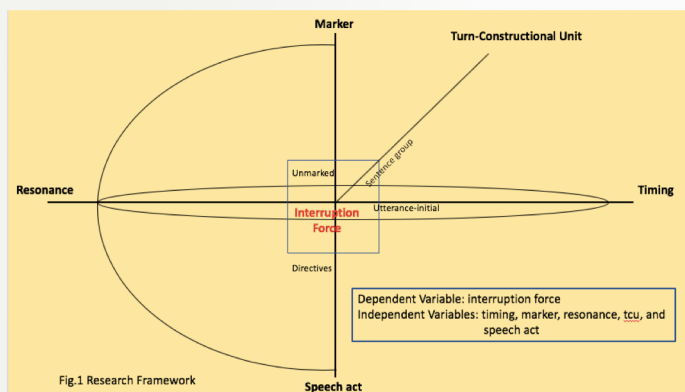 Marker
Turn-Constructional Unit
Sentence group
Unmarked
Resonance
Timing
Utterance-initial
Interruption
Force
Directives
Dependent Variable: interruption force
Independent Variables: timing, marker, resonance, tcu, and
speech act
Fig.1 Research Framework
Speech act